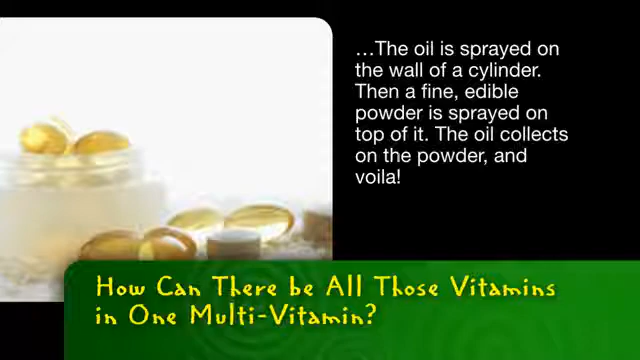 …The oil is sprayed on
the wall of a cylinder.
Then a fine, edible
powder is sprayed on
top of it. The oil collects
on the powder, and
voila!
How Can There be All Those Vitamins
in One Multi-Vitamin?